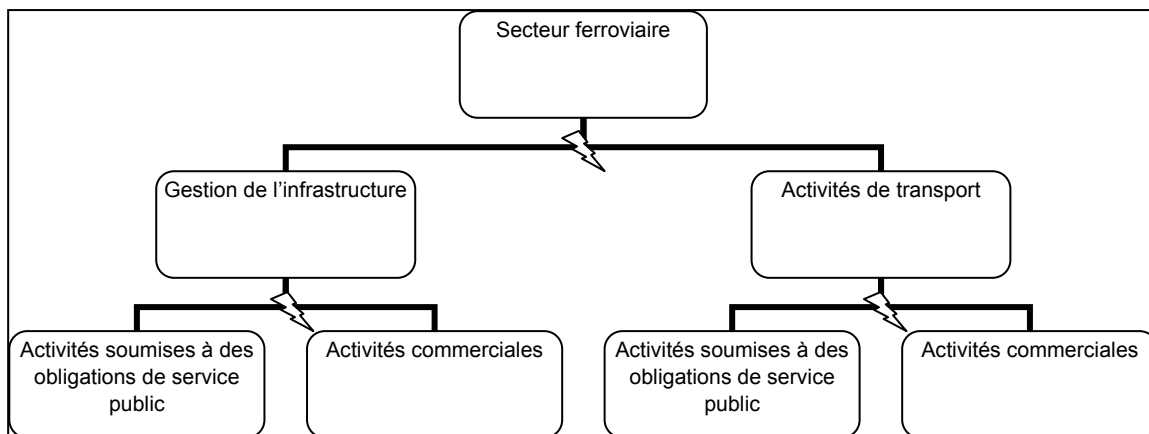 Secteur ferroviaire
Gestion de l’infrastructure
Activités de transport
Activités soumises à des
obligations de service
public
Activités commerciales
Activités soumises à des
obligations de service
public
Activités commerciales